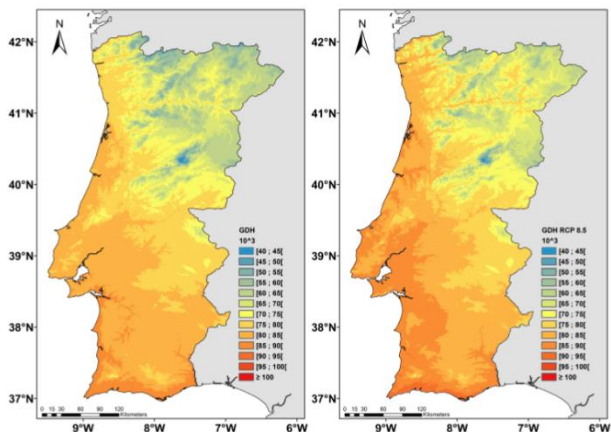 N
42°N
41°N
40°N
39°N
38°N
37°N
GDH
10^3
[40 ; 45[
[45 ; 50[
[50 ; 55[
[55 ; 60[
[60 ; 65[
[65 ; 70[
[70 ; 75[
[75 ; 80[
[80 ; 85[
[85 ; 90[
[90 ; 95[
[95 ; 100[
≥ 100
0 15 30 60 90 120
Kilometers
9°W 8°W 7°W 6°W
N
42°N
41°N
40°N
39°N
38°N
37°N
GDH RCP 8.5
10^3
[40 ; 45[
[45 ; 50[
[50 ; 55[
[55 ; 60[
[60 ; 65[
[65 ; 70[
[70 ; 75[
[75 ; 80[
[80 ; 85[
[85 ; 90[
[90 ; 95[
[95 ; 100[
≥ 100
0 15 30 60 90 120
Kilometers
9°W 8°W 7°W 6°W